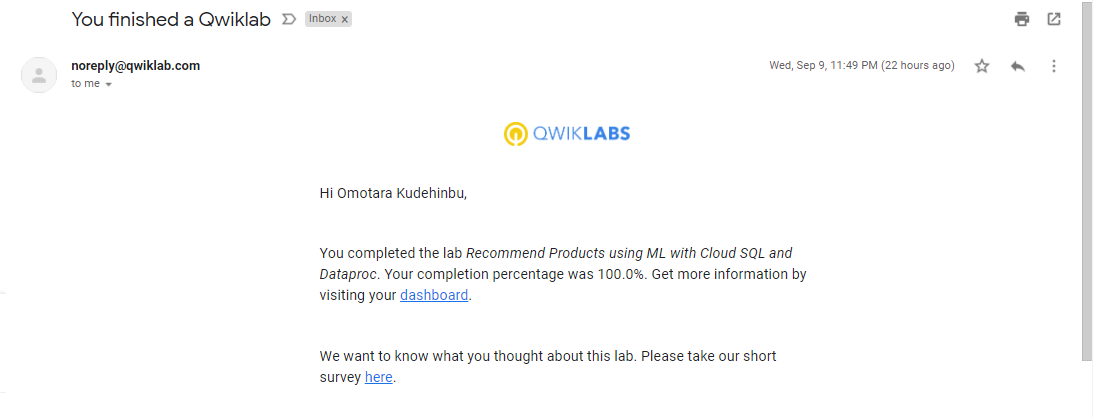 You finished a Qwiklab
Inbox x
noreply@qwiklab.com
Wed, Sep 9, 11:49 PM (22 hours ago)
to me
QWIKLABS
Hi Omotara Kudehinbu,
You completed the lab Recommend Products using ML with Cloud SQL and
Dataproc. Your completion percentage was 100.0%. Get more information by
visiting your dashboard.
We want to know what you thought about this lab. Please take our short
survey here.